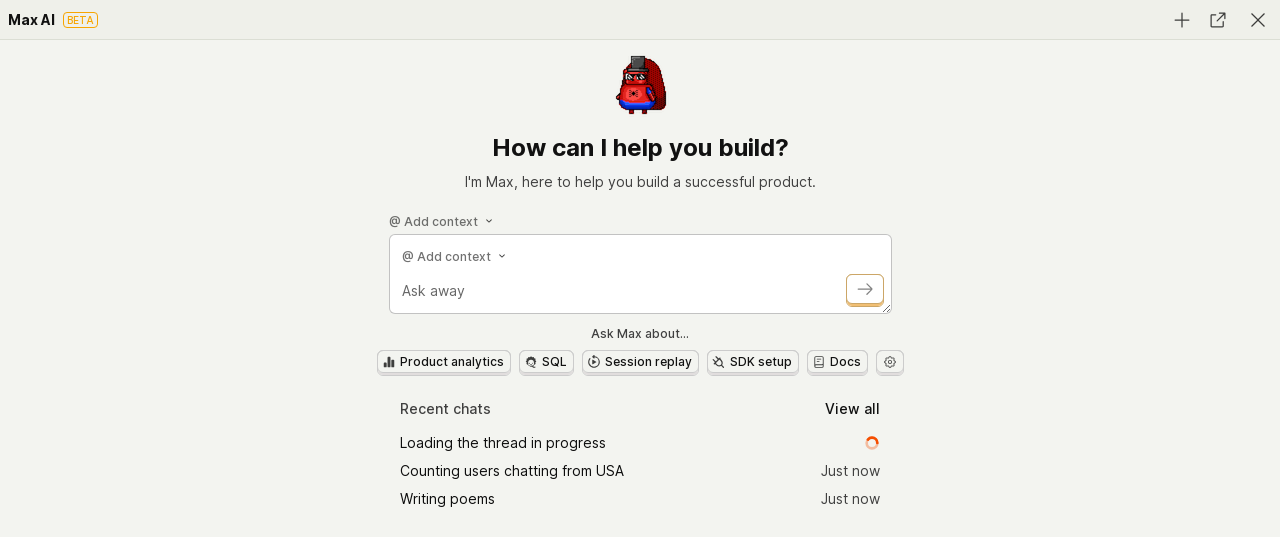 Max AI BETA
How can I help you build?
I'm Max, here to help you build a successful product.
@ Add context
@ Add context
Ask away
Ask Max about...
Product analytics SQL Session replay SDK setup Docs
Recent chats View all
Loading the thread in progress
Counting users chatting from USA Just now
Writing poems Just now